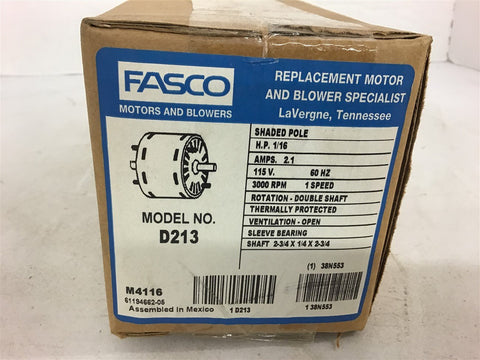 FASCO
MOTORS AND BLOWERS
REPLACEMENT MOTOR
AND BLOWER SPECIALIST
LaVergne, Tennessee
MODEL NO.
D213
SHADED POLE
H.P. 1/16
AMPS. 2.1
115 V. 60 HZ
3000 RPM 1 SPEED
ROTATION - DOUBLE SHAFT
THERMALLY PROTECTED
VENTILATION - OPEN
SLEEVE BEARING
SHAFT 2-3/4 X 1/4 X 2-3/4
(1) 38N553
M4116
61194662-05
Assembled in Mexico
1 D213
1 38N553